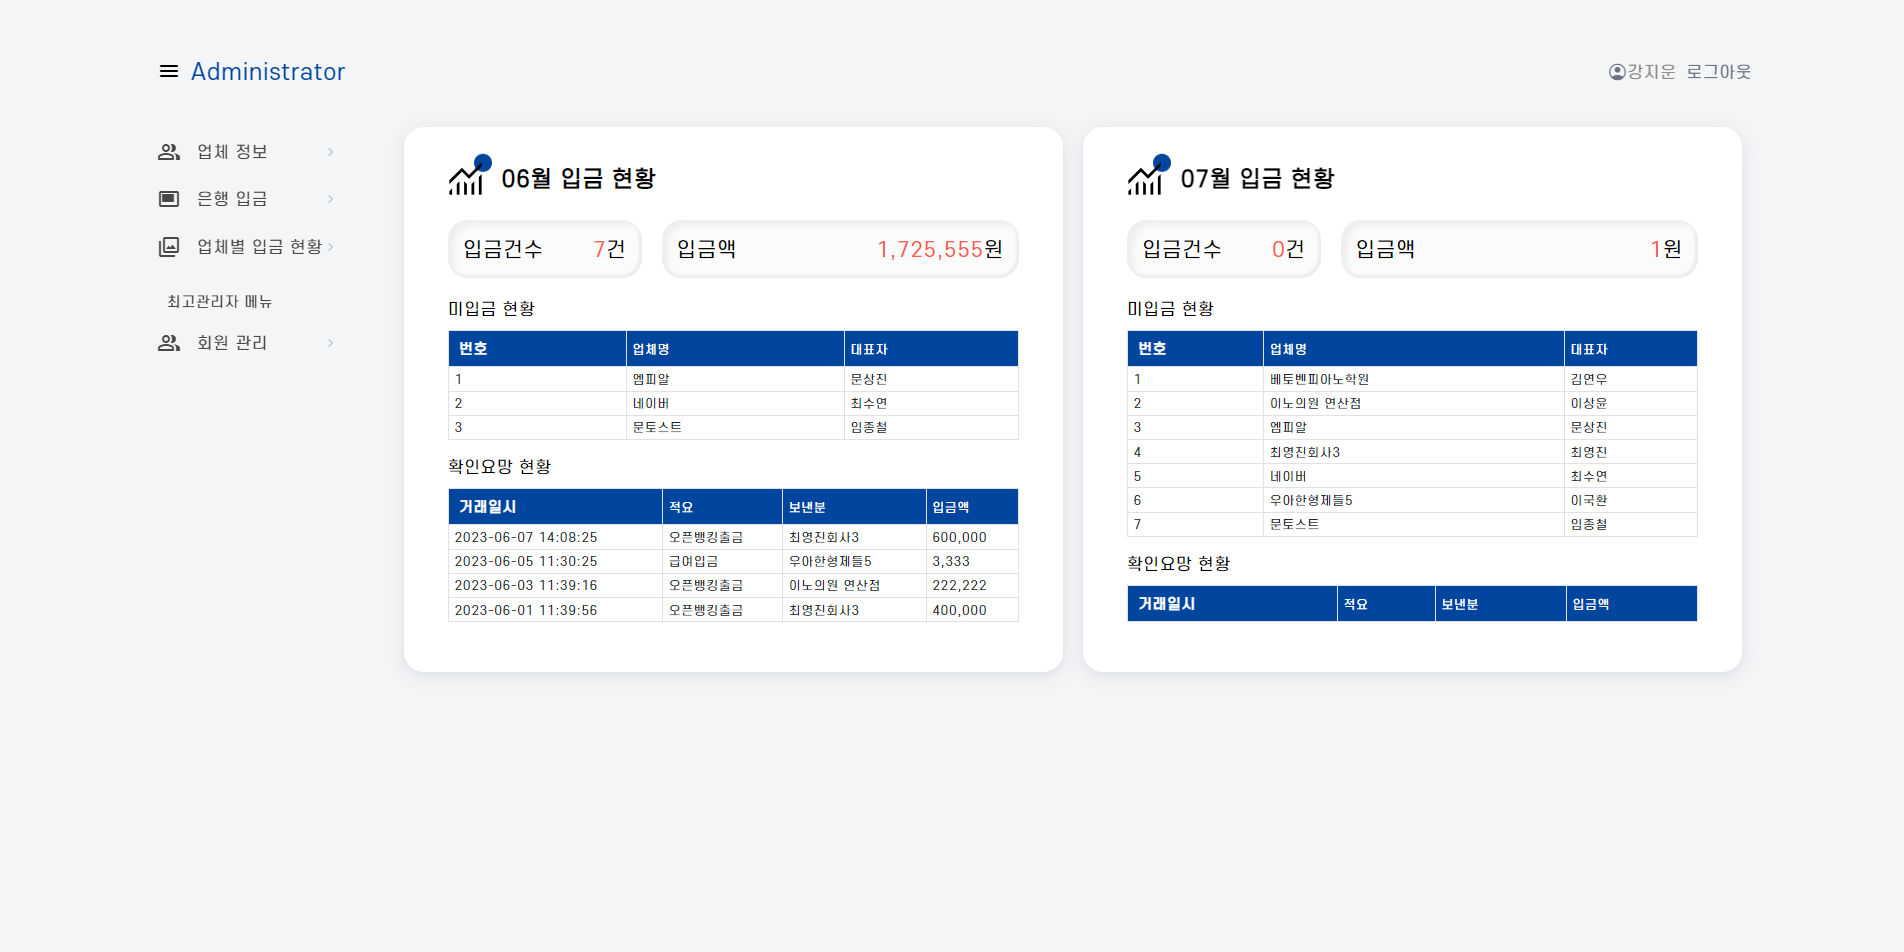 Administrator
강지운 로그아웃
업체 정보
은행 입금
업체별 입금 현황
최고관리자 메뉴
회원 관리
06월 입금 현황
입금건수 7건 입금액 1,725,555원
미입금 현황
번호 업체명 대표자
1 엠피알 문상진
2 네이버 최수연
3 문토스트 임종철
확인요망 현황
거래일시 적요 보낸분 입금액
2023-06-07 14:08:25 오픈뱅킹출금 최영진회사3 600,000
2023-06-05 11:30:25 급여입금 우아한형제들5 3,333
2023-06-03 11:39:16 오픈뱅킹출금 이노의원 연산점 222,222
2023-06-01 11:39:56 오픈뱅킹출금 최영진회사3 400,000
07월 입금 현황
입금건수 0건 입금액 1원
미입금 현황
번호 업체명 대표자
1 베토벤피아노학원 김연우
2 이노의원 연산점 이상윤
3 엠피알 문상진
4 최영진회사3 최영진
5 네이버 최수연
6 우아한형제들5 이국환
7 문토스트 임종철
확인요망 현황
거래일시 적요 보낸분 입금액